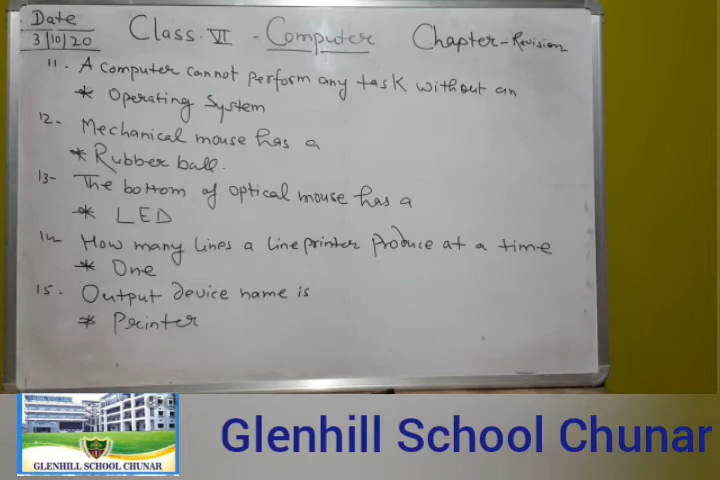 Date
3/10/20
Class. VI - Computer Chapter - Revision
11. A computer cannot perform any task without an
* Operating System
12- Mechanical mouse has a
* Rubber ball.
13- The bottom of optical mouse has a
* LED
14 How many lines a line printer produce at a time
* One
15. Output device name is
* Printer
GLENHILL SCHOOL CHUNAR
Glenhill School Chunar